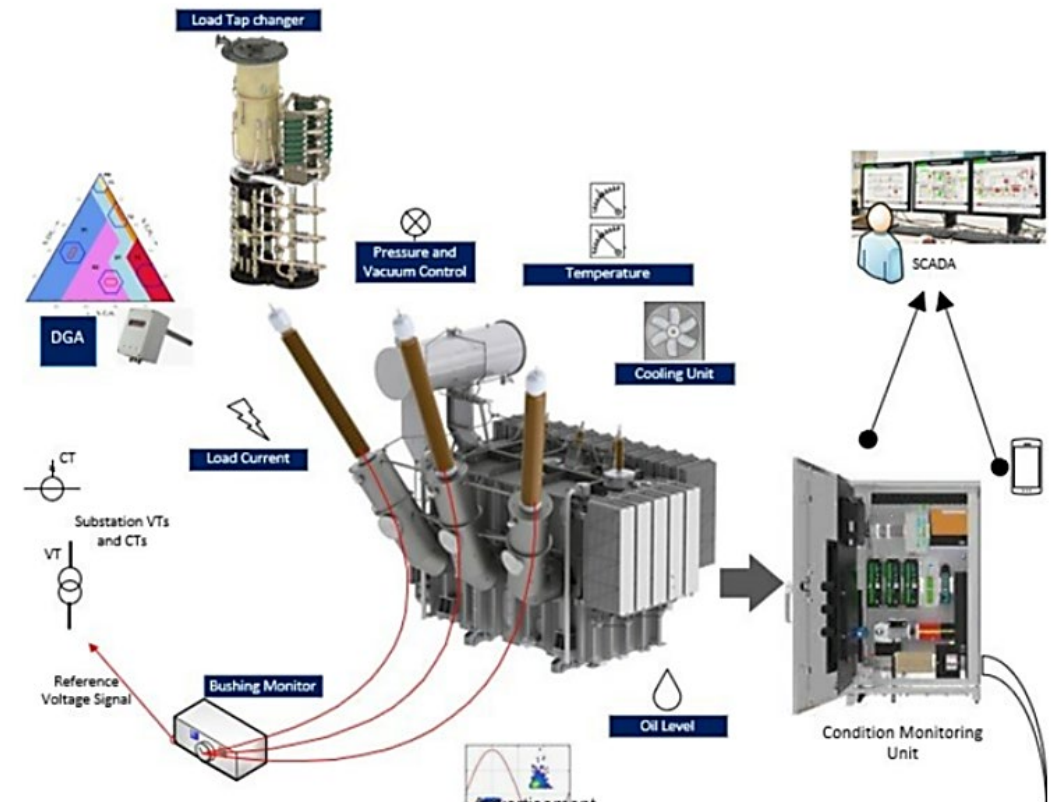 Load Tap changer
Pressure and
Vacuum Control
Temperature
SCADA
DGA
Cooling Unit
Load Current
CT
Substation VTs
and CTs
VT
Reference
Voltage Signal
Bushing Monitor
Oil Level
Condition Monitoring
Unit